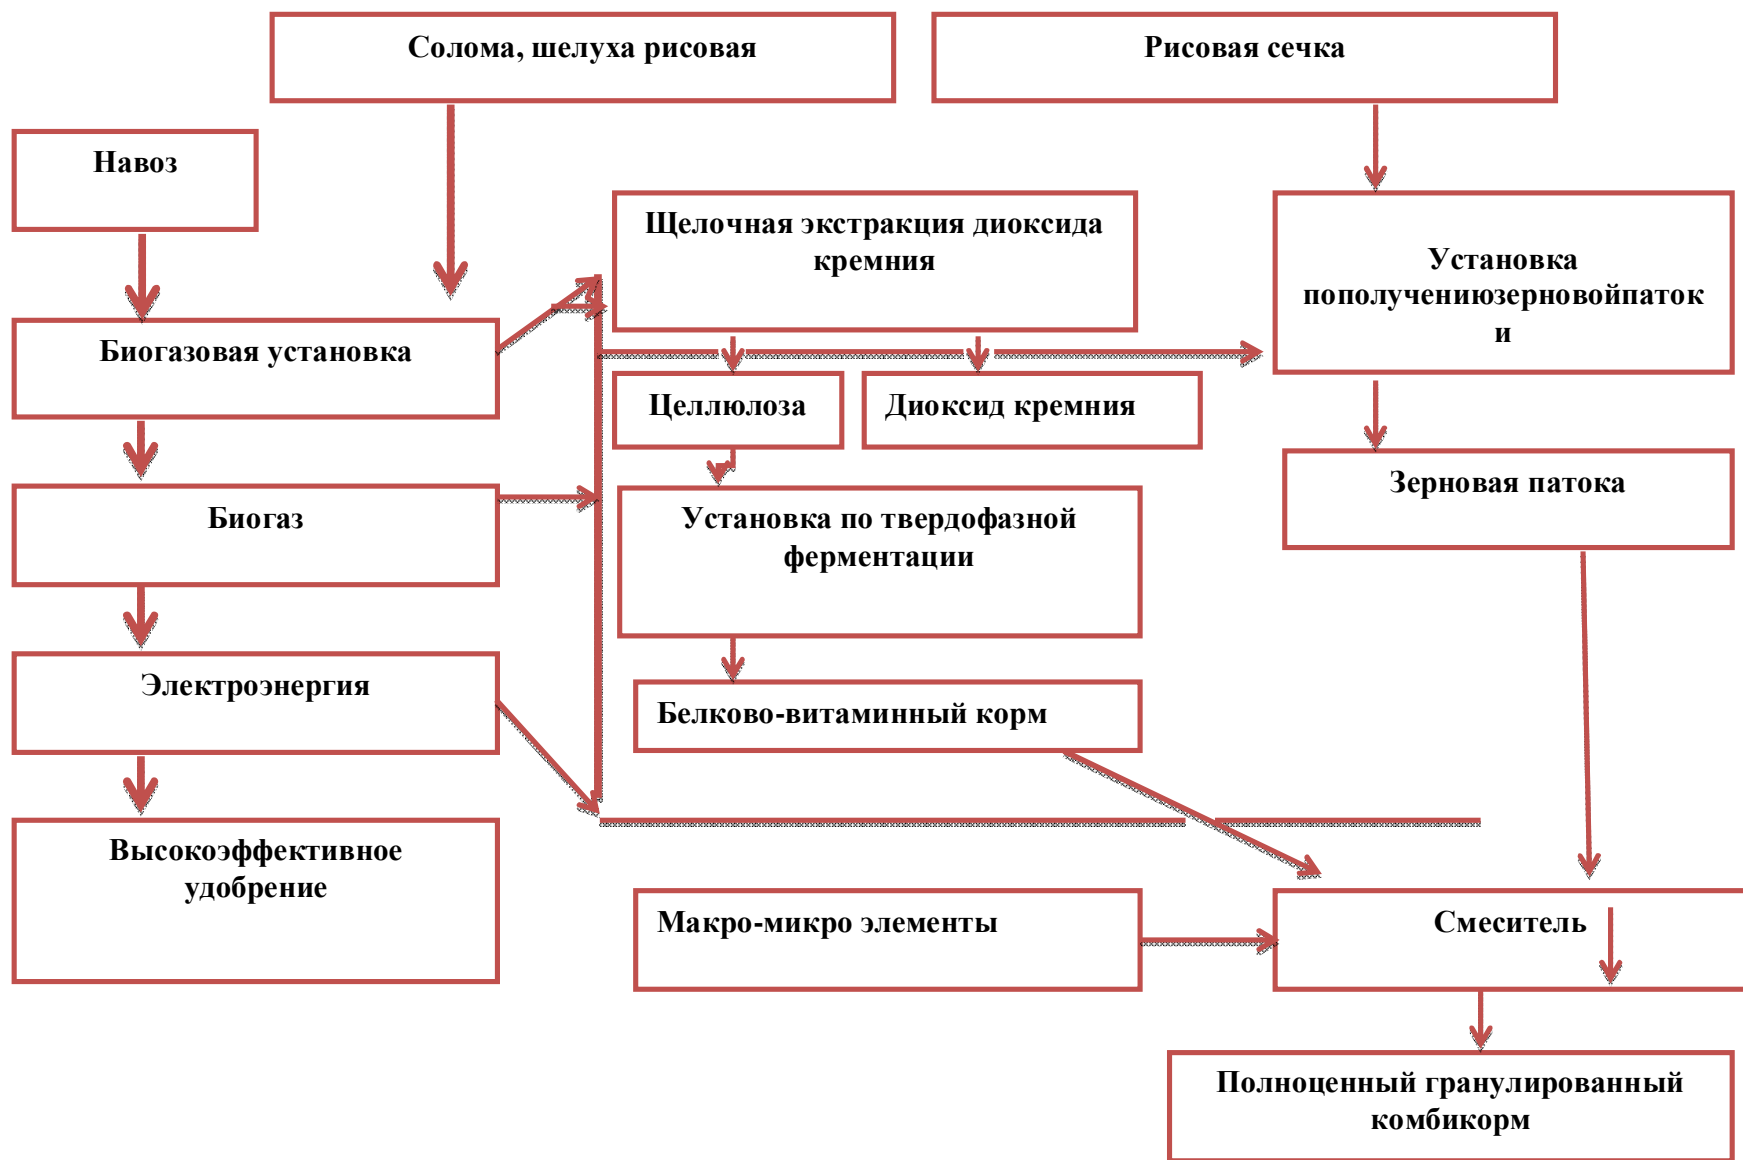 Солома, шелуха рисовая
Рисовая сечка
Навоз
Щелочная экстракция диоксида
кремния
Установка
пополучениюзерновойпаток
и
Биогазовая установка
Целлюлоза
Диоксид кремния
Зерновая патока
Биогаз
Установка по твердофазной
ферментации
Электроэнергия
Белково-витаминный корм
Высокоэффективное
удобрение
Макро-микро элементы
Смеситель
Полноценный гранулированный
комбикорм